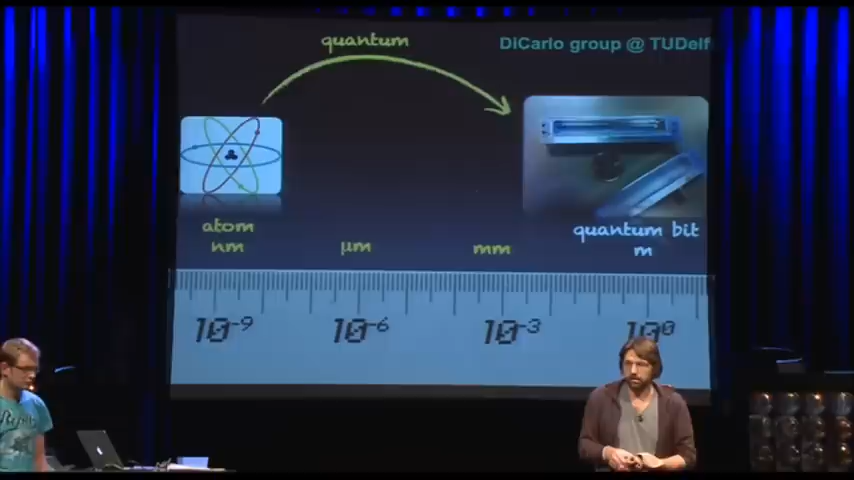 quantum
DiCarlo group @ TUDelf
atom
nm
µm
mm
quantum bit
m
10⁻⁹
10⁻⁶
10⁻³
10⁰